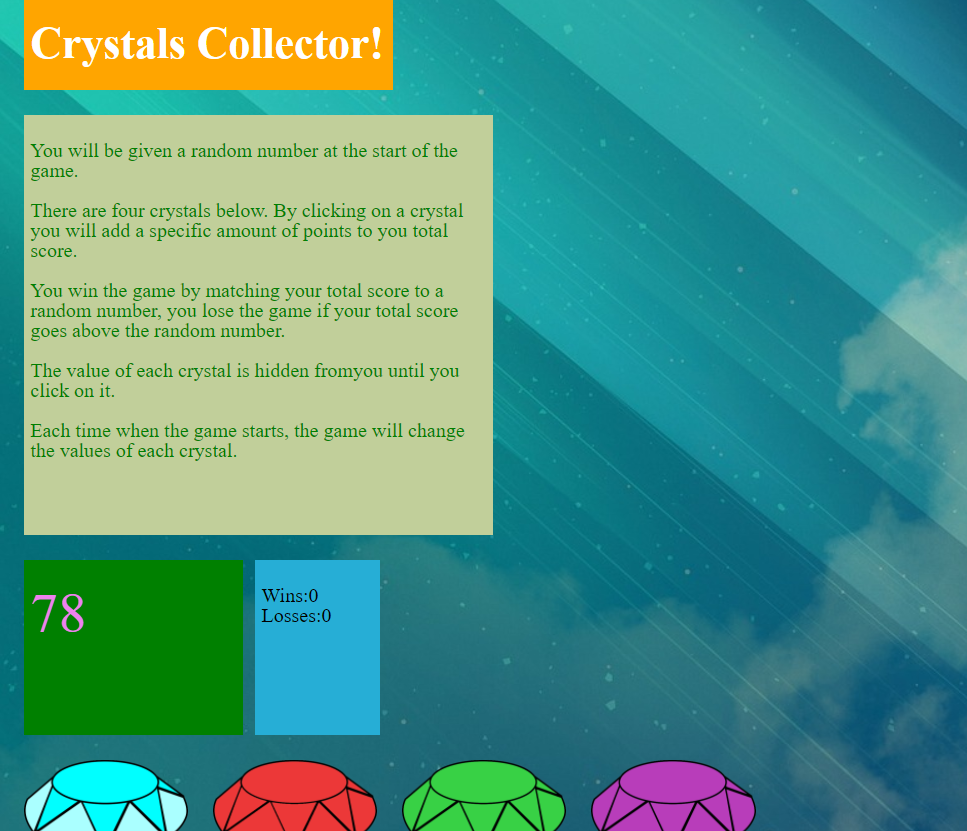 Crystals Collector!
You will be given a random number at the start of the
game.
There are four crystals below. By clicking on a crystal
you will add a specific amount of points to you total
score.
You win the game by matching your total score to a
random number, you lose the game if your total score
goes above the random number.
The value of each crystal is hidden fromyou until you
click on it.
Each time when the game starts, the game will change
the values of each crystal.
78
Wins:0
Losses:0